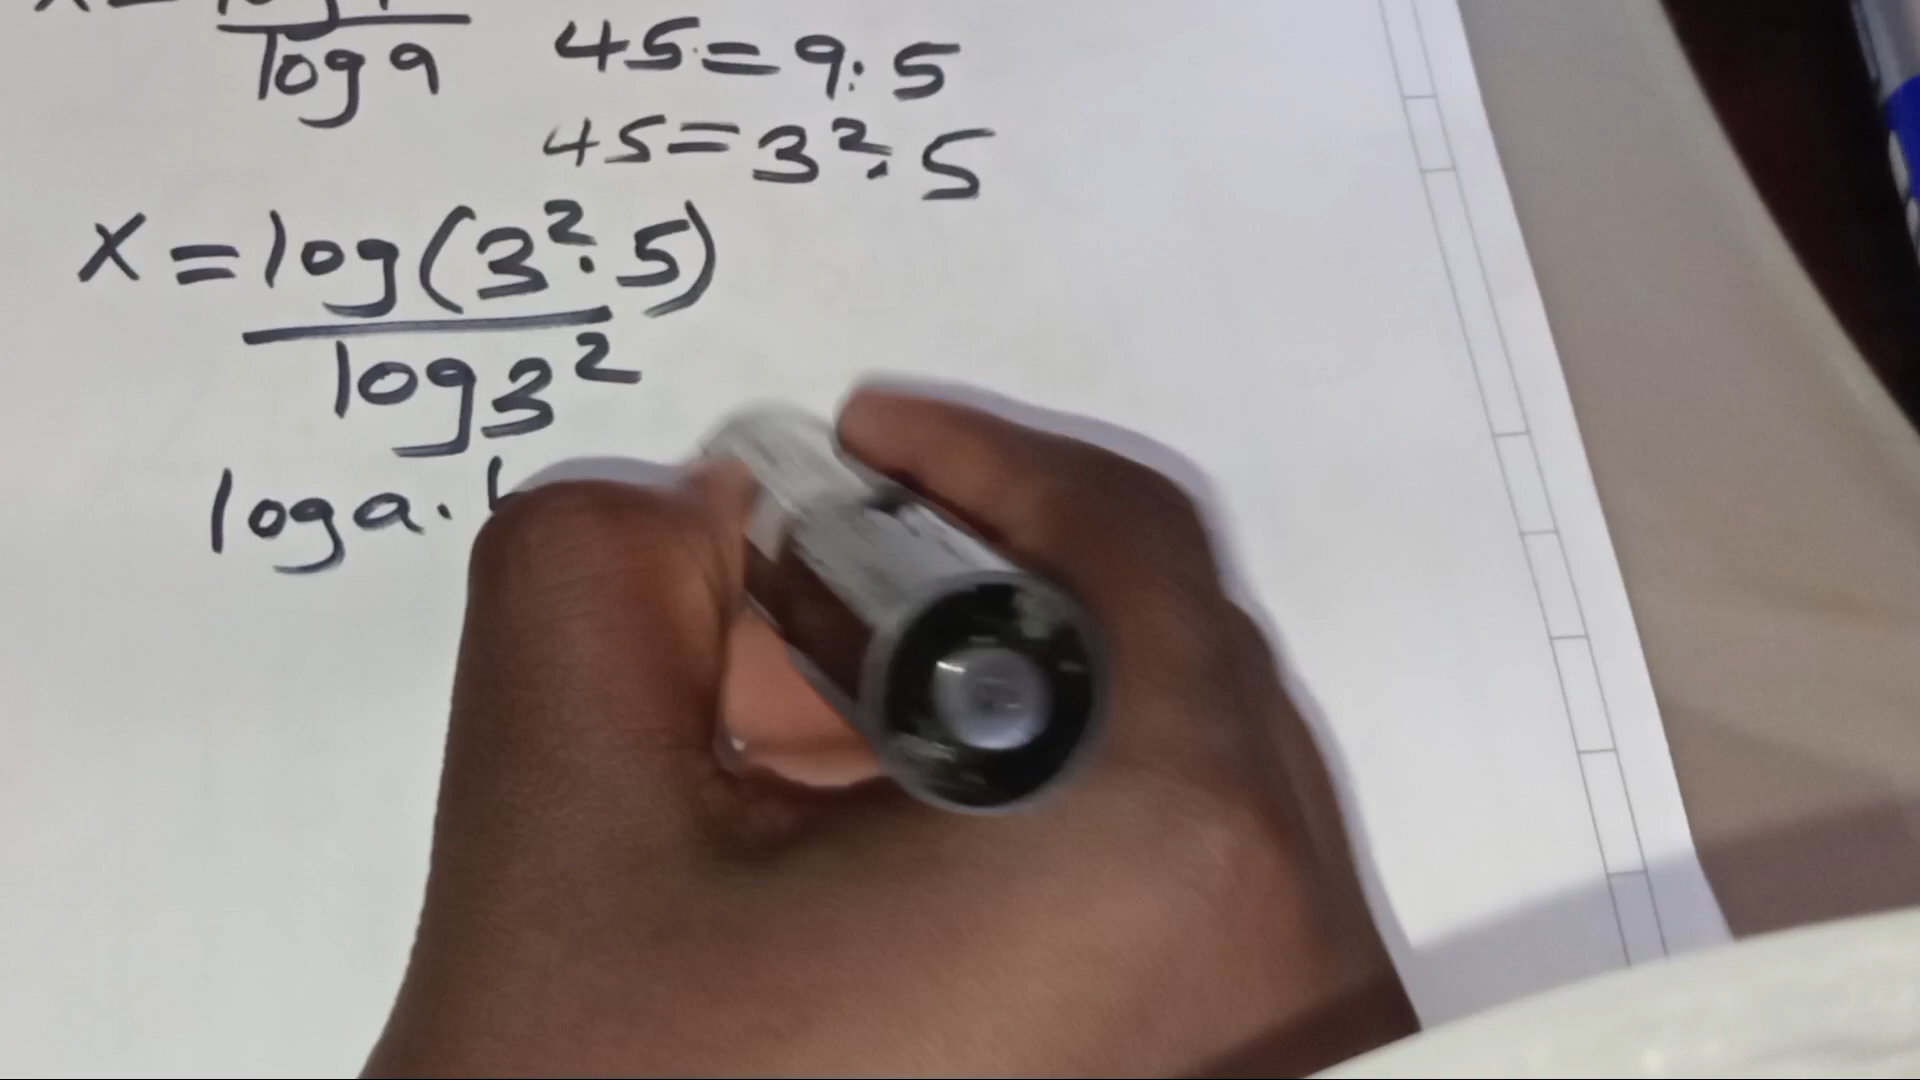 log 9
45 = 9 · 5
45 = 3² · 5
x = log(3² · 5)
log 3²
log a ·